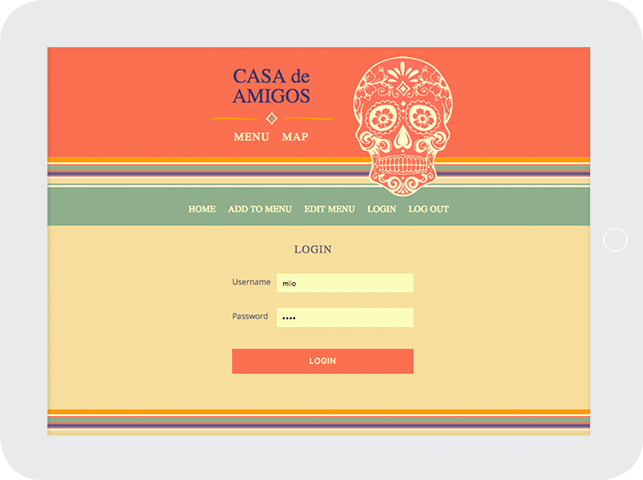 CASA de
AMIGOS
MENU MAP
HOME ADD TO MENU EDIT MENU LOGIN LOG OUT
LOGIN
Username milo
Password ••••
LOGIN